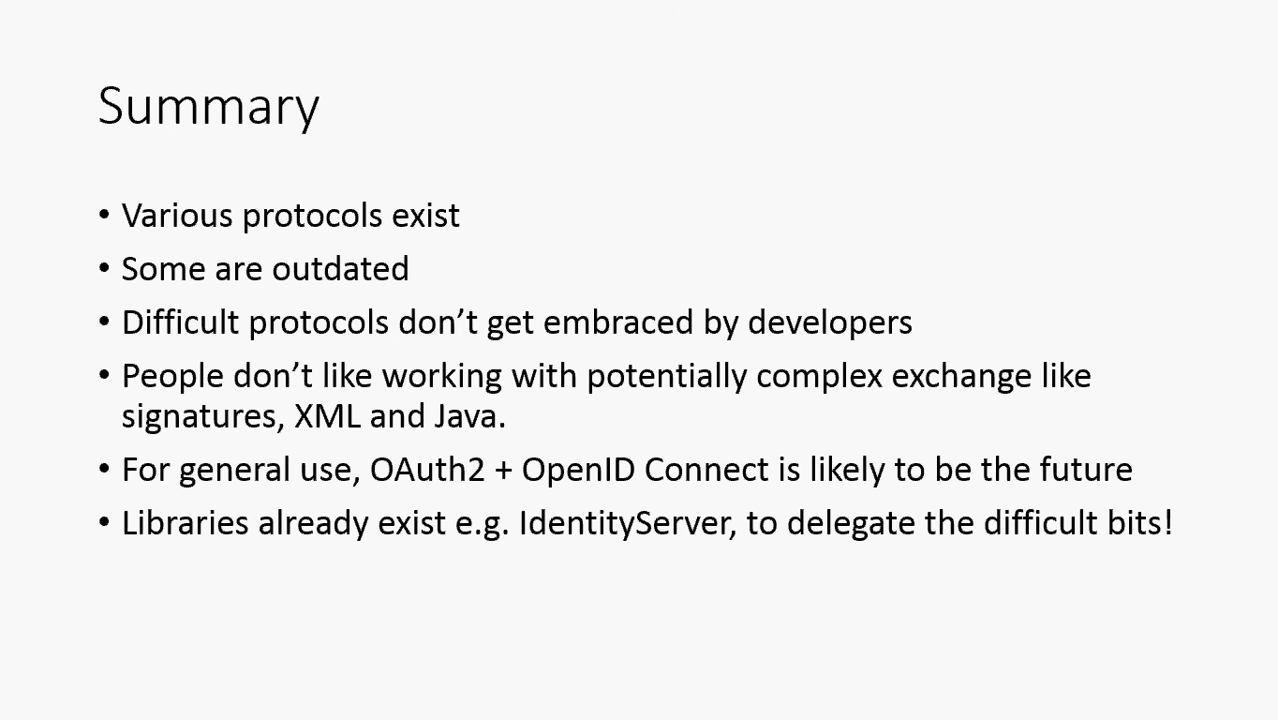 Summary
• Various protocols exist
• Some are outdated
• Difficult protocols don’t get embraced by developers
• People don’t like working with potentially complex exchange like
signatures, XML and Java.
• For general use, OAuth2 + OpenID Connect is likely to be the future
• Libraries already exist e.g. IdentityServer, to delegate the difficult bits!